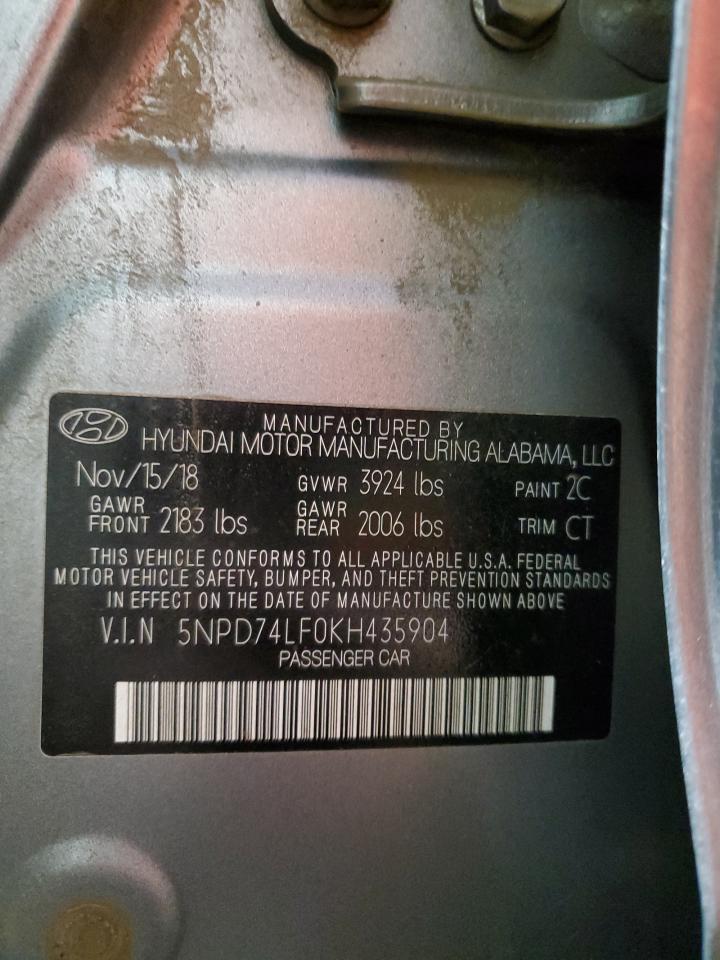 MANUFACTURED BY
HYUNDAI MOTOR MANUFACTURING ALABAMA, LLC
Nov/15/18 GVWR 3924 lbs PAINT 2C
GAWR FRONT 2183 lbs GAWR REAR 2006 lbs TRIM CT
THIS VEHICLE CONFORMS TO ALL APPLICABLE U.S.A. FEDERAL
MOTOR VEHICLE SAFETY, BUMPER, AND THEFT PREVENTION STANDARDS
IN EFFECT ON THE DATE OF MANUFACTURE SHOWN ABOVE
V.I.N 5NPD74LF0KH435904
PASSENGER CAR